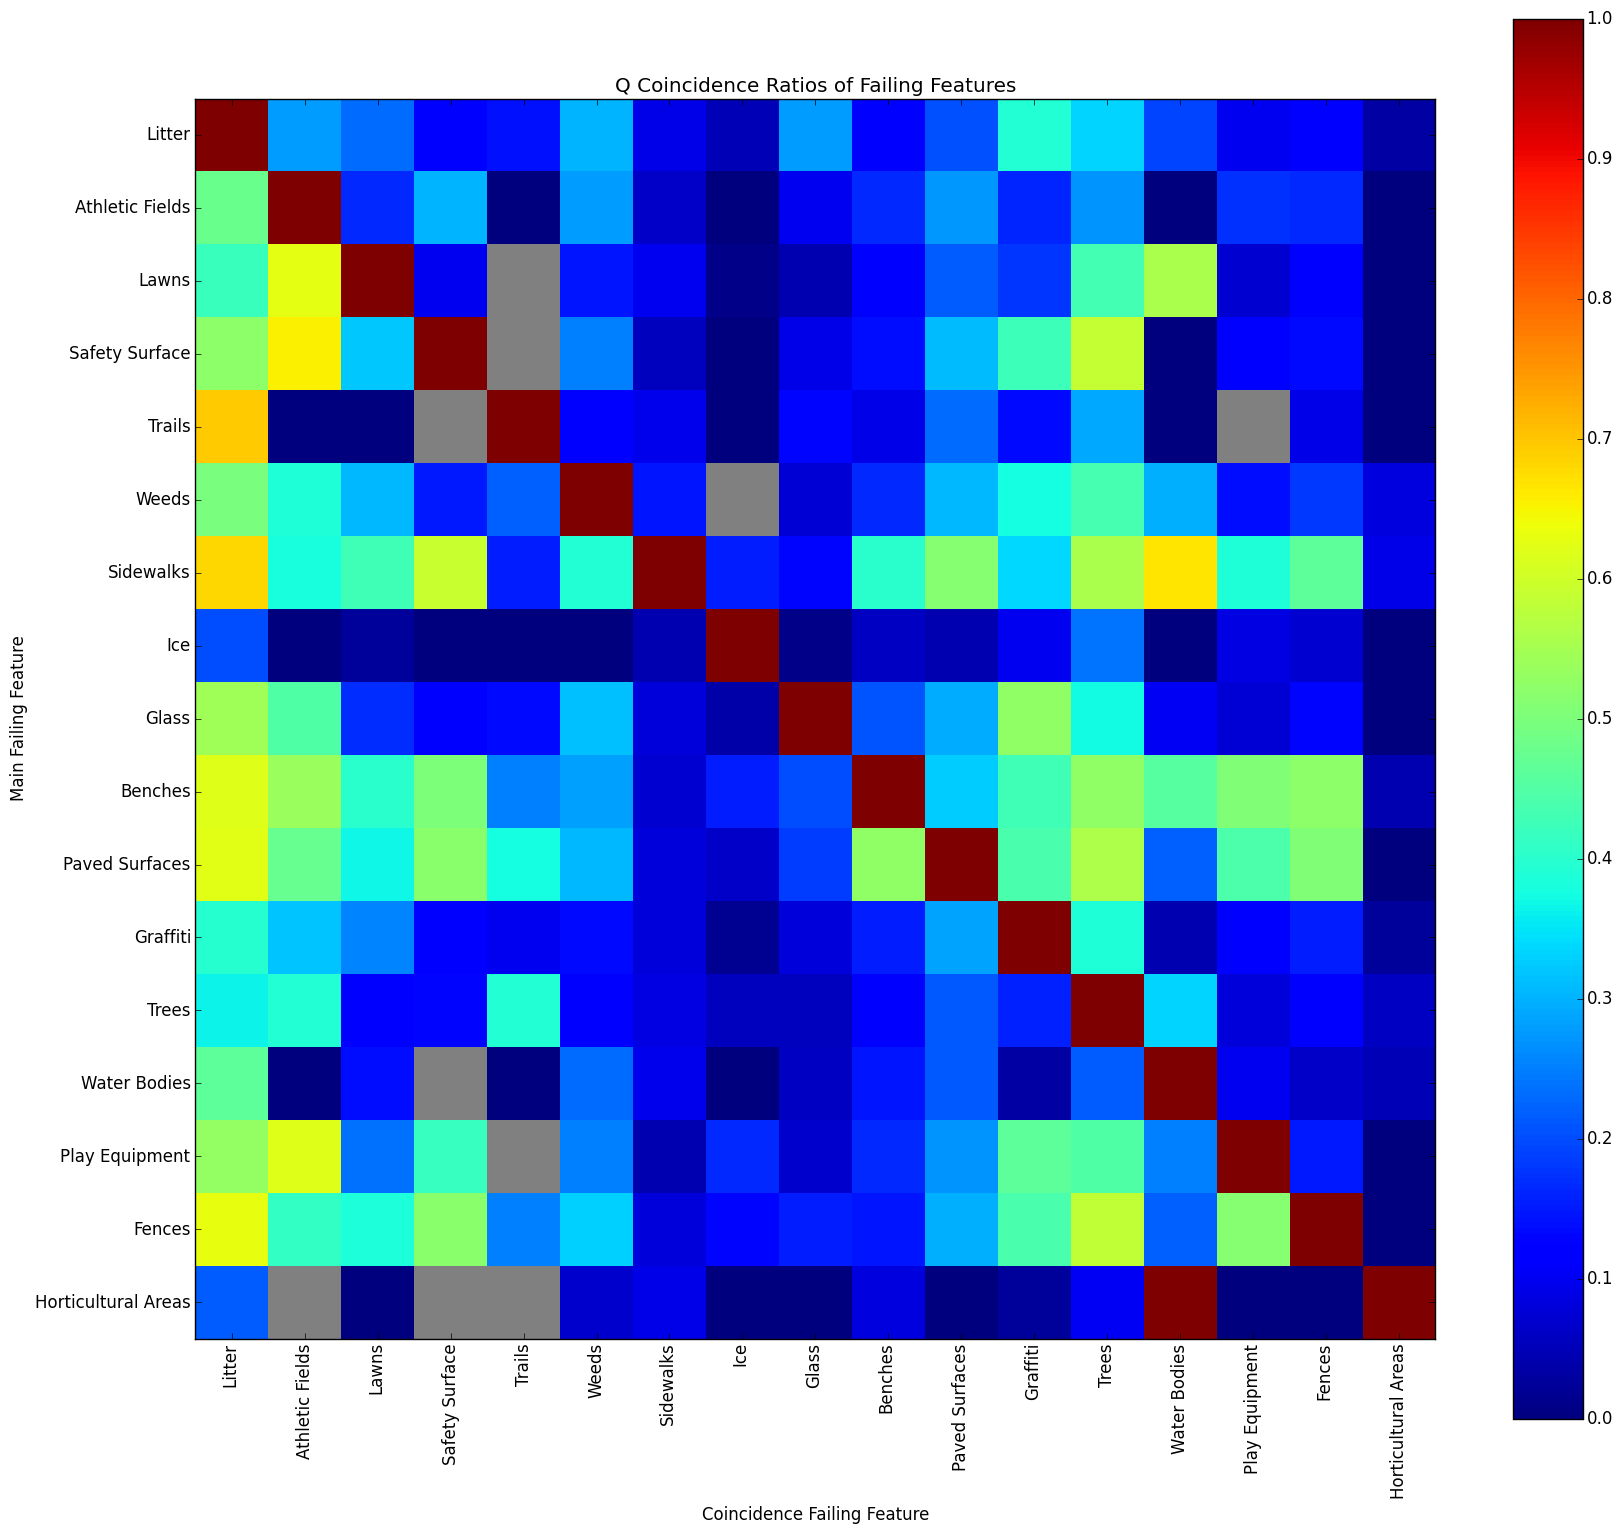 Q Coincidence Ratios of Failing Features
Main Failing Feature
Litter
Athletic Fields
Lawns
Safety Surface
Trails
Weeds
Sidewalks
Ice
Glass
Benches
Paved Surfaces
Graffiti
Trees
Water Bodies
Play Equipment
Fences
Horticultural Areas
Litter
Athletic Fields
Lawns
Safety Surface
Trails
Weeds
Sidewalks
Ice
Glass
Benches
Paved Surfaces
Graffiti
Trees
Water Bodies
Play Equipment
Fences
Horticultural Areas
Coincidence Failing Feature
1.0
0.9
0.8
0.7
0.6
0.5
0.4
0.3
0.2
0.1
0.0